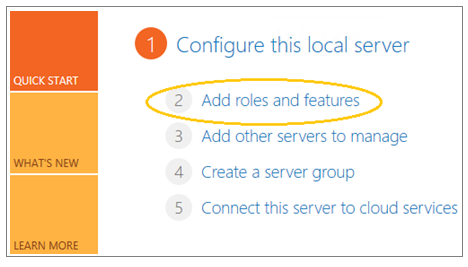 1 Configure this local server
QUICK START
2 Add roles and features
3 Add other servers to manage
WHAT'S NEW
4 Create a server group
5 Connect this server to cloud services
LEARN MORE